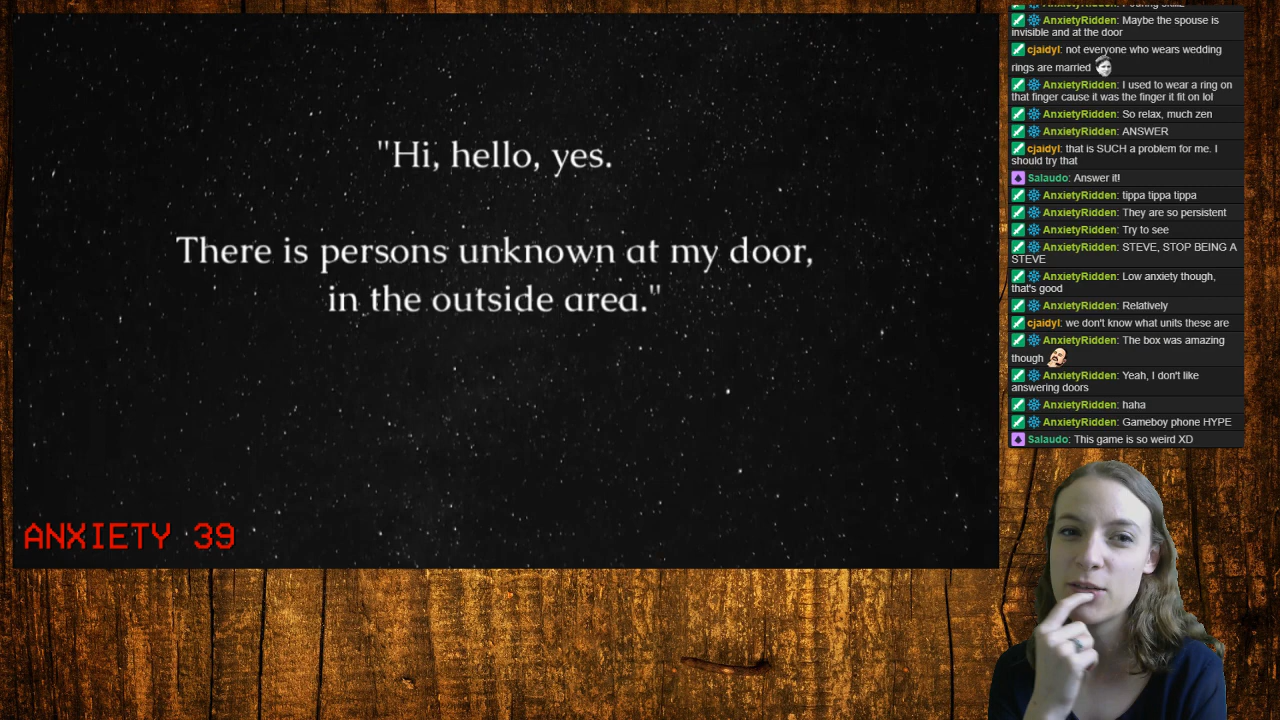 "Hi, hello, yes.
There is persons unknown at my door,
in the outside area."
ANXIETY 39
AnxietyRidden: Maybe the spouse is
invisible and at the door
cjaidyl: not everyone who wears wedding
rings are married
AnxietyRidden: I used to wear a ring on
that finger cause it was the finger it fit on lol
AnxietyRidden: So relax, much zen
AnxietyRidden: ANSWER
cjaidyl: that is SUCH a problem for me. I
should try that
Salaudo: Answer it!
AnxietyRidden: tippa tippa tippa
AnxietyRidden: They are so persistent
AnxietyRidden: Try to see
AnxietyRidden: STEVE, STOP BEING A
STEVE
AnxietyRidden: Low anxiety though,
that's good
AnxietyRidden: Relatively
cjaidyl: we don't know what units these are
AnxietyRidden: The box was amazing
though
AnxietyRidden: Yeah, I don't like
answering doors
AnxietyRidden: haha
AnxietyRidden: Gameboy phone HYPE
Salaudo: This game is so weird XD